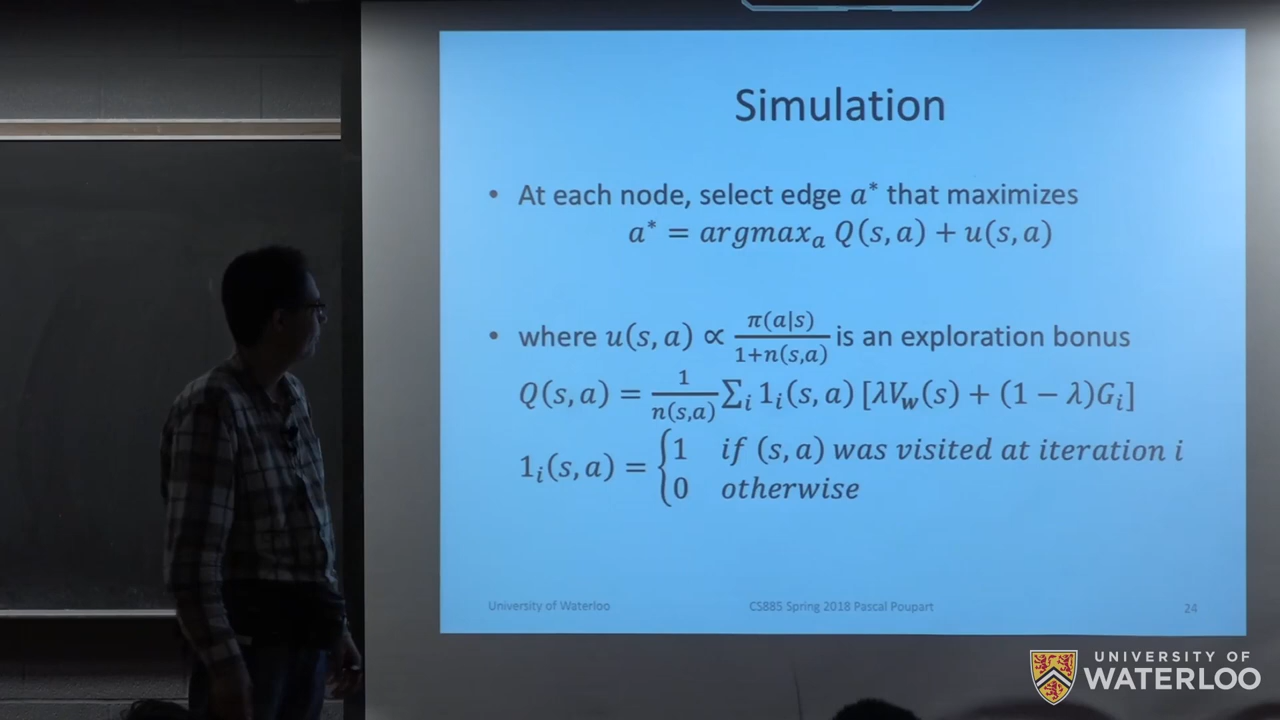 Simulation
• At each node, select edge a* that maximizes
a* = argmaxₐ Q(s, a) + u(s, a)
• where u(s, a) ∝ π(a|s) / 1+n(s,a) is an exploration bonus
Q(s, a) = 1 / n(s,a) ∑ᵢ 1ᵢ(s, a) [λV_w(s) + (1 − λ)Gᵢ]
1ᵢ(s, a) = { 1 if (s, a) was visited at iteration i
0 otherwise
University of Waterloo CS885 Spring 2018 Pascal Poupart 24
UNIVERSITY OF
WATERLOO